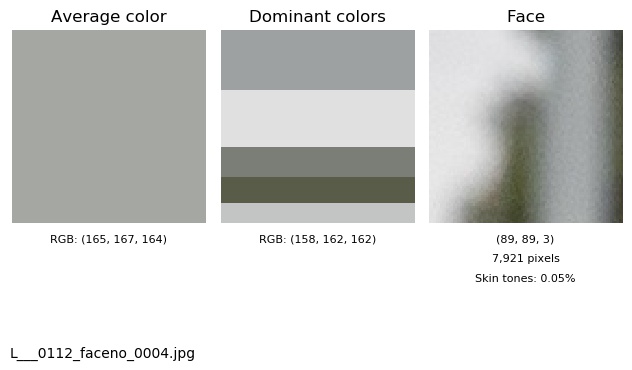 Average color
Dominant colors
Face
RGB: (165, 167, 164)
RGB: (158, 162, 162)
(89, 89, 3)
7,921 pixels
Skin tones: 0.05%
L___0112_faceno_0004.jpg